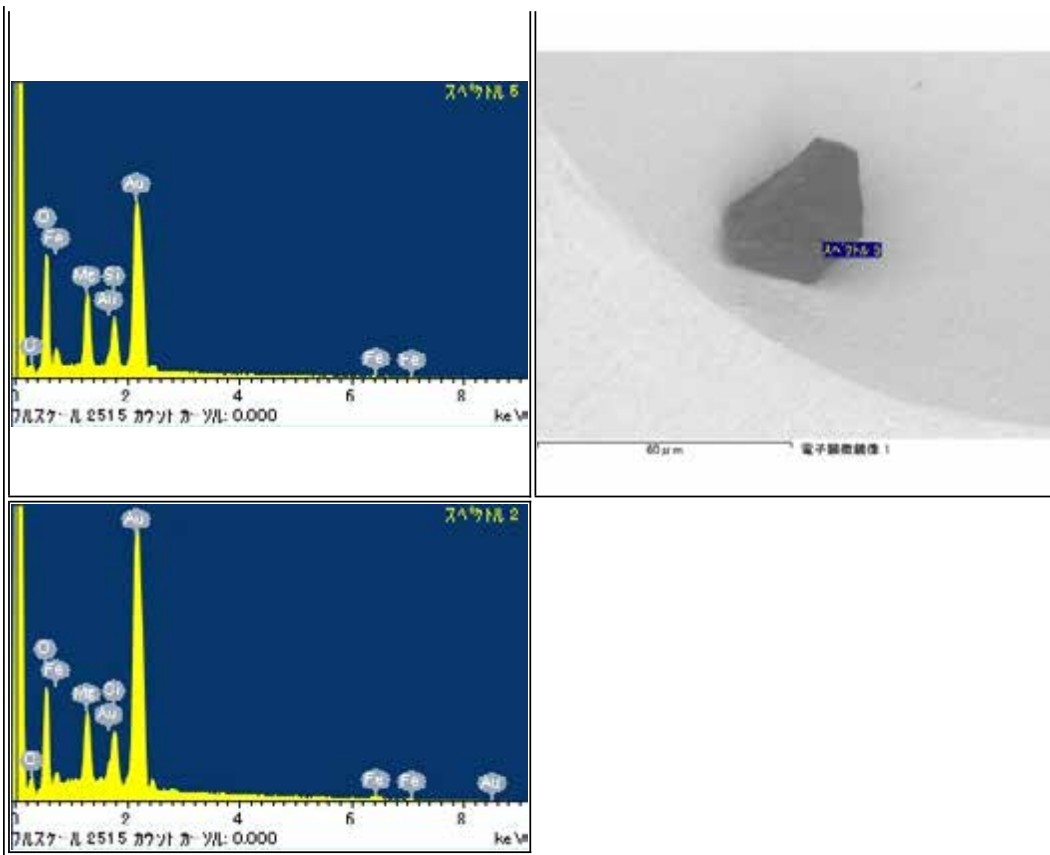 スペクトル 5
Au
O
Fe
Mg Si
Au
C
Fe Fe
0 2 4 6 8
フルスケール 2515 カウント カーソル: 0.000 keV
スペクトル 5
60μm 電子顕微鏡像 1
スペクトル 2
Au
O
Fe
Mg Si
Au
C
Fe Fe Au
0 2 4 6 8
フルスケール 2515 カウント カーソル: 0.000 keV